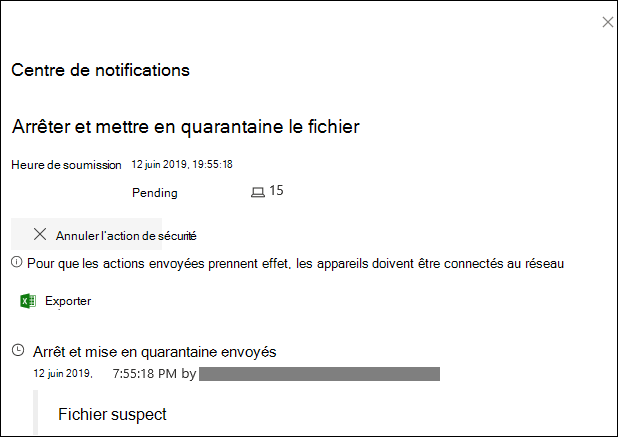 Centre de notifications
Arrêter et mettre en quarantaine le fichier
Heure de soumission 12 juin 2019, 19:55:18
Pending 15
Annuler l'action de sécurité
Pour que les actions envoyées prennent effet, les appareils doivent être connectés au réseau
Exporter
Arrêt et mise en quarantaine envoyés
12 juin 2019, 7:55:18 PM by
Fichier suspect